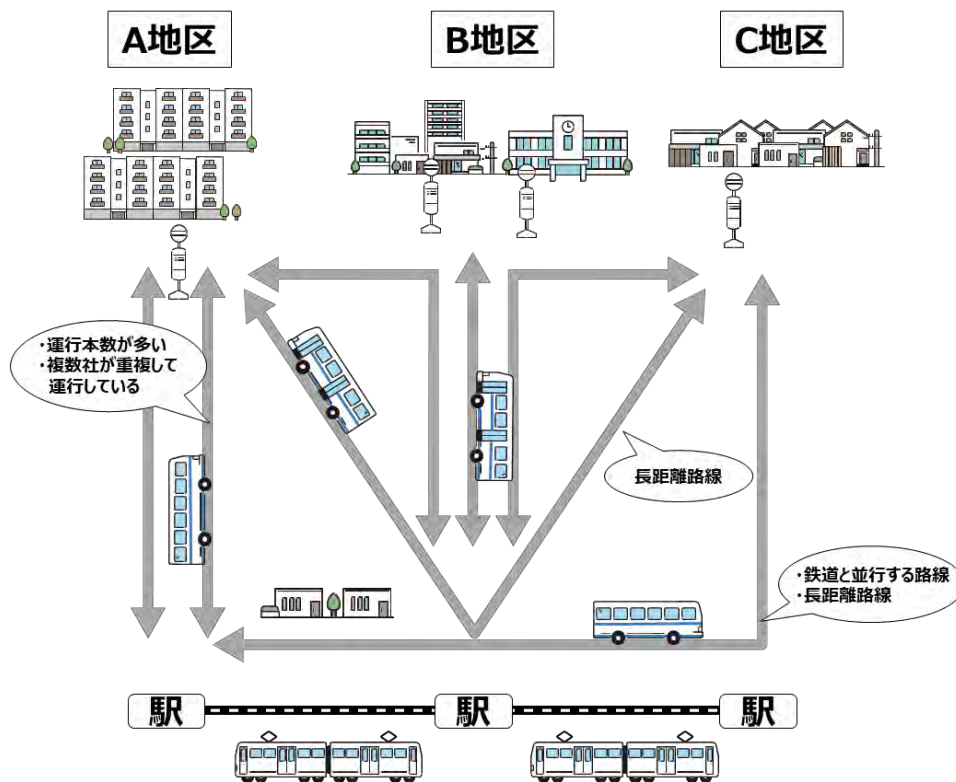 A地区
B地区
C地区
・運行本数が多い
・複数社が重複して
運行している
長距離路線
・鉄道と並行する路線
・長距離路線
駅
駅
駅